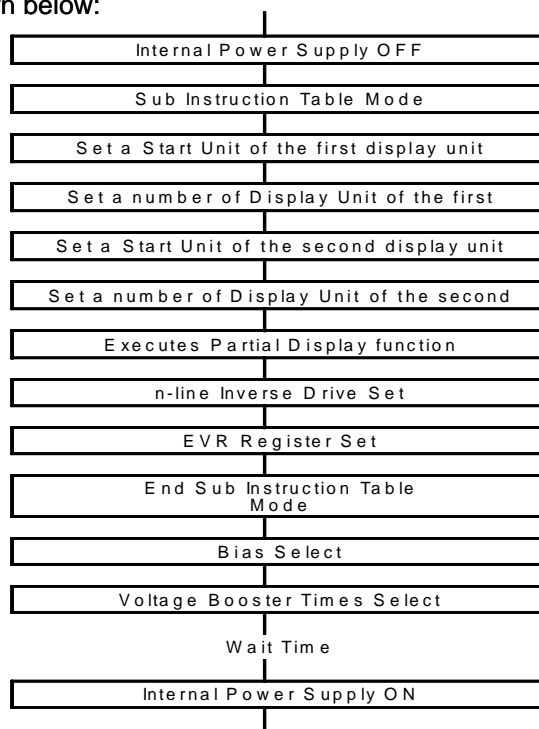 n below:
Internal Power Supply OFF
Sub Instruction Table Mode
Set a Start Unit of the first display unit
Set a number of Display Unit of the first
Set a Start Unit of the second display unit
Set a number of Display Unit of the second
Executes Partial Display function
n-line Inverse Drive Set
EVR Register Set
End Sub Instruction Table
Mode
Bias Select
Voltage Booster Times Select
Wait Time
Internal Power Supply ON